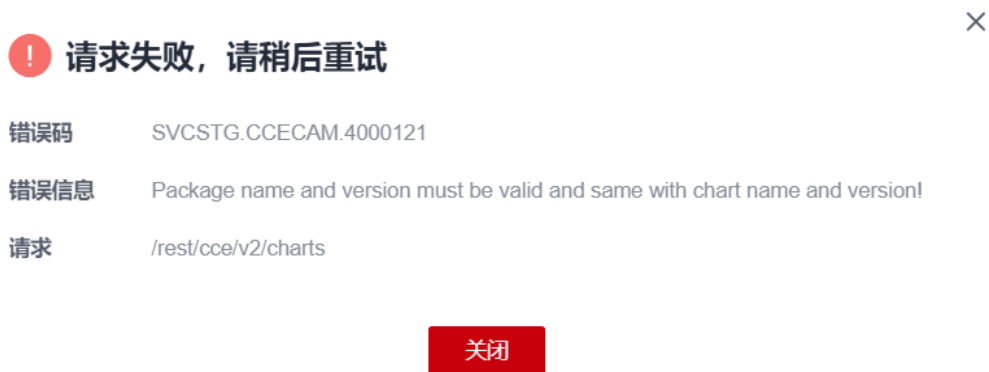 请求失败，请稍后重试
错误码 SVCSTG.CCECAM.4000121
错误信息 Package name and version must be valid and same with chart name and version!
请求 /rest/cce/v2/charts
关闭